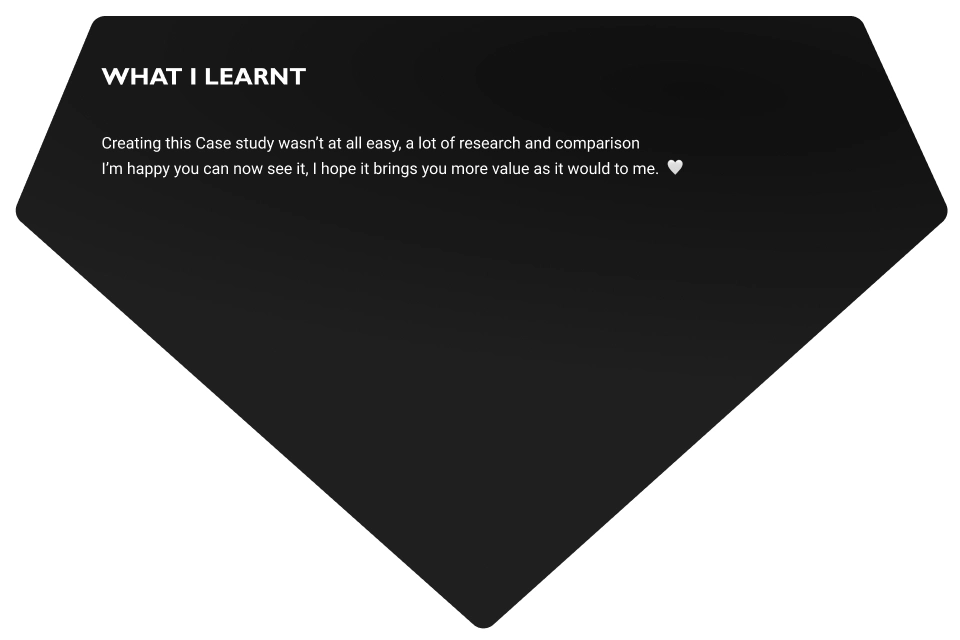 WHAT I LEARNT
Creating this Case study wasn’t at all easy, a lot of research and comparison
I’m happy you can now see it, I hope it brings you more value as it would to me. 🤍